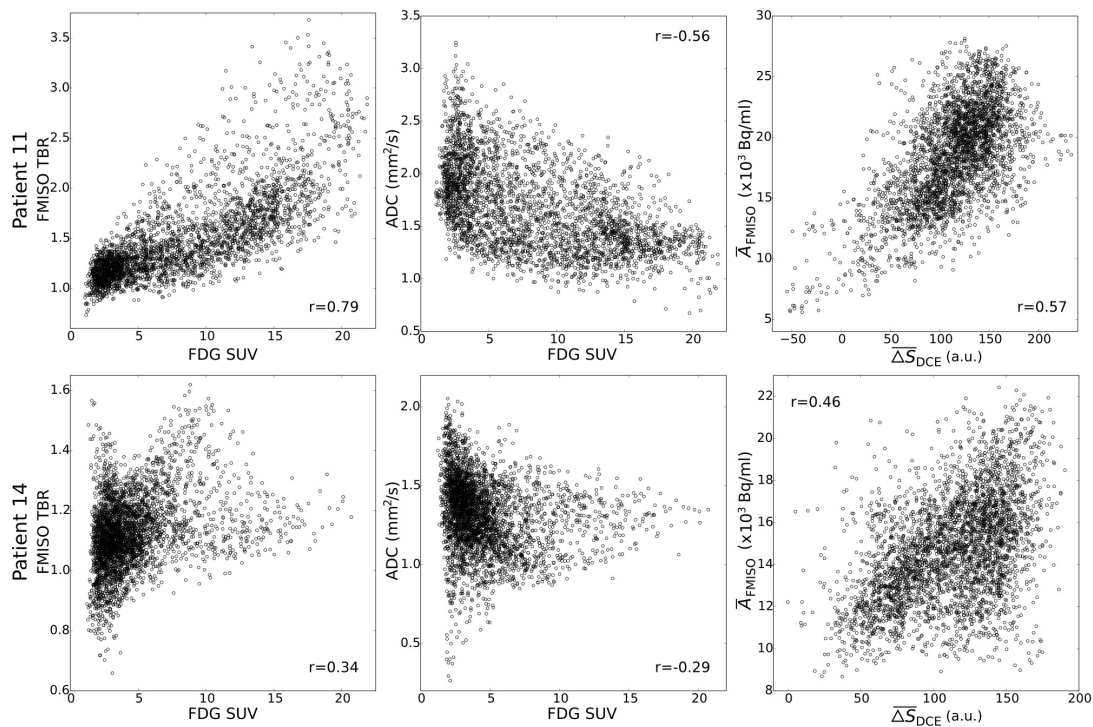 Patient 11
FMISO TBR
3.5
3.0
2.5
2.0
1.5
1.0
r=0.79
0 5 10 15 20
FDG SUV
ADC (mm²/s)
3.5
3.0
2.5
2.0
1.5
1.0
0.5
r=-0.56
0 5 10 15 20
FDG SUV
A̅FMISO (x10³ Bq/ml)
30
25
20
15
10
5
r=0.57
−50 0 50 100 150 200
ΔS̅DCE (a.u.)
Patient 14
FMISO TBR
1.6
1.4
1.2
1.0
0.8
0.6
r=0.34
0 5 10 15 20
FDG SUV
ADC (mm²/s)
2.0
1.5
1.0
0.5
r=-0.29
0 5 10 15 20
FDG SUV
A̅FMISO (x10³ Bq/ml)
22
20
18
16
14
12
10
8
r=0.46
0 50 100 150 200
ΔS̅DCE (a.u.)